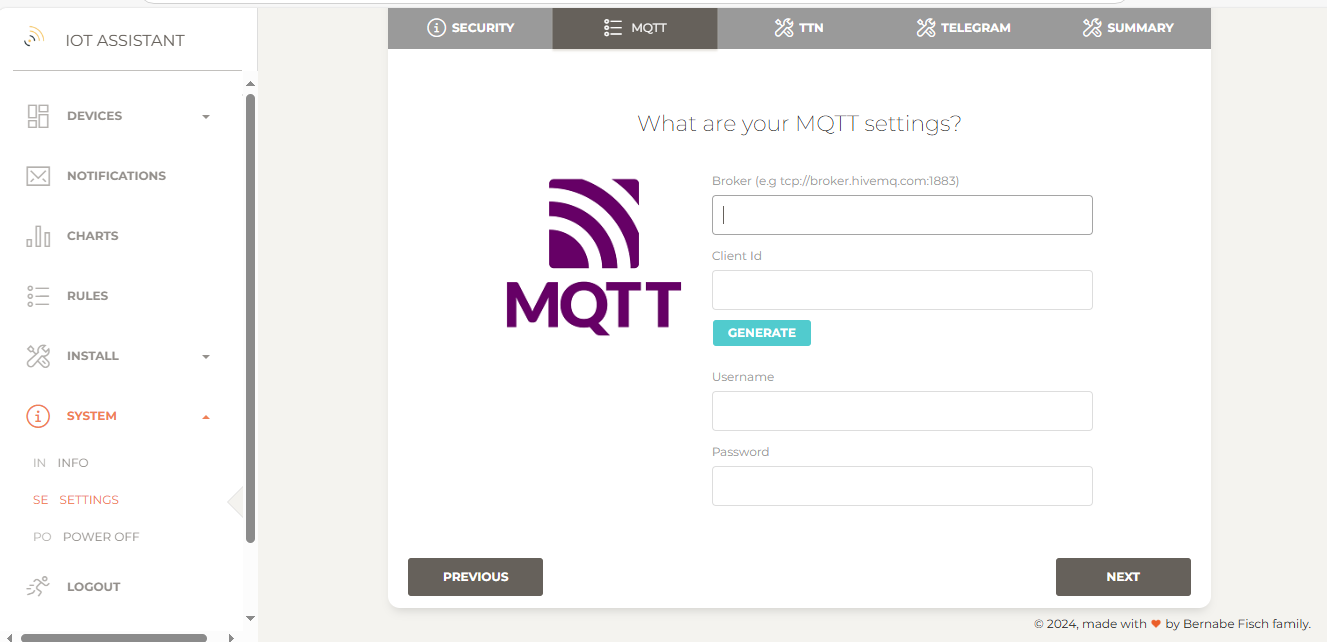 IOT ASSISTANT
DEVICES
NOTIFICATIONS
CHARTS
RULES
INSTALL
SYSTEM
IN INFO
SE SETTINGS
PO POWER OFF
LOGOUT
SECURITY MQTT TTN TELEGRAM SUMMARY
What are your MQTT settings?
MQTT
Broker (e.g tcp://broker.hivemq.com:1883)
Client Id
GENERATE
Username
Password
PREVIOUS NEXT
© 2024, made with ♥ by Bernabe Fisch family.